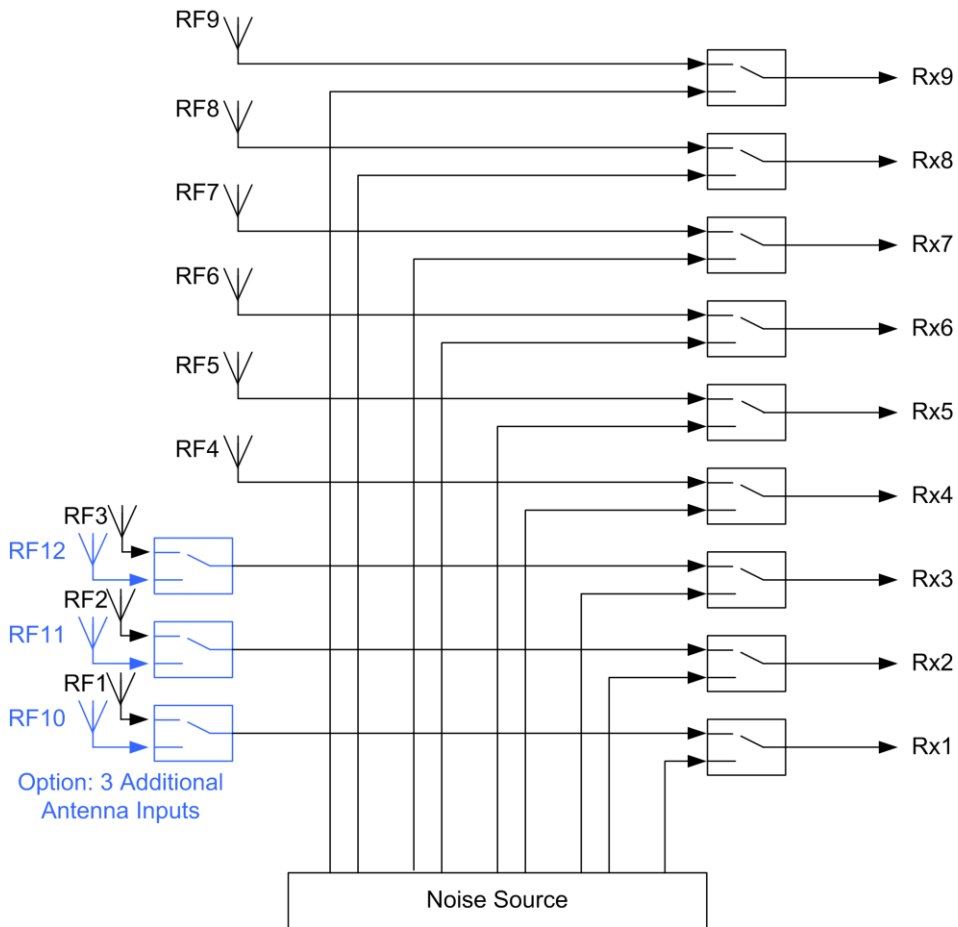 RF9
Rx9
RF8
Rx8
RF7
Rx7
RF6
Rx6
RF5
Rx5
RF4
Rx4
RF3
RF12
Rx3
RF2
RF11
Rx2
RF1
RF10
Rx1
Option: 3 Additional
Antenna Inputs
Noise Source